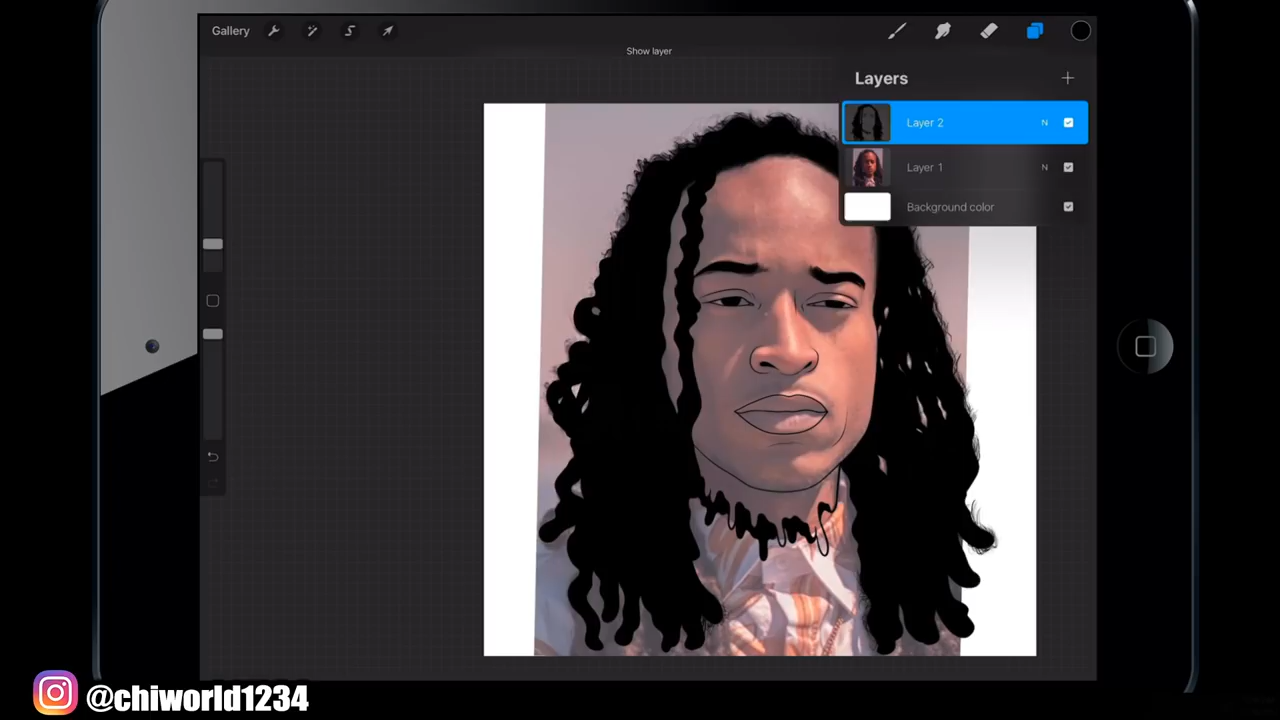 Gallery
Show layer
Layers
Layer 2
N
Layer 1
N
Background color
@chiworld1234